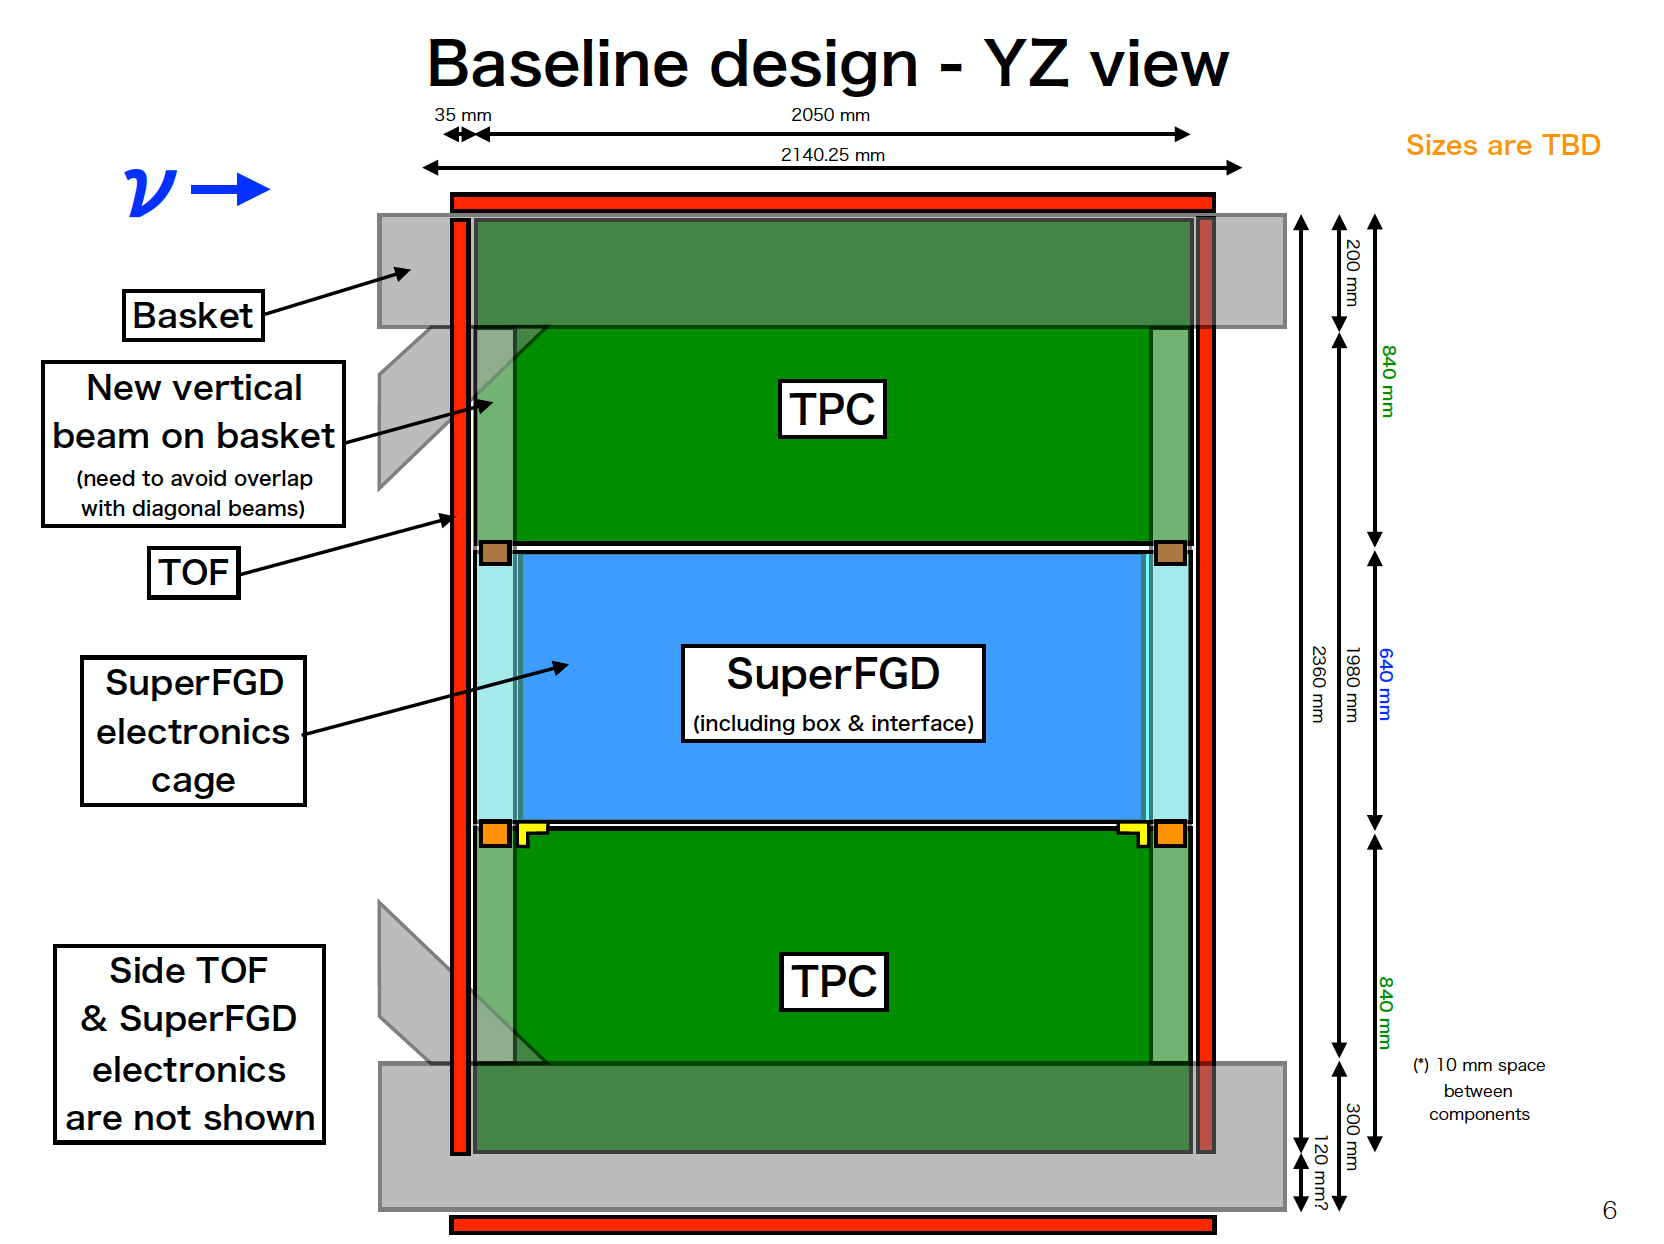 Baseline design - YZ view
35 mm
2050 mm
2140.25 mm
Sizes are TBD
ν
Basket
New vertical
beam on basket
(need to avoid overlap
with diagonal beams)
TOF
SuperFGD
electronics
cage
Side TOF
& SuperFGD
electronics
are not shown
TPC
SuperFGD
(including box & interface)
TPC
200 mm
840 mm
2360 mm
1980 mm
640 mm
840 mm
300 mm
120 mm?
(*) 10 mm space
between
components
6